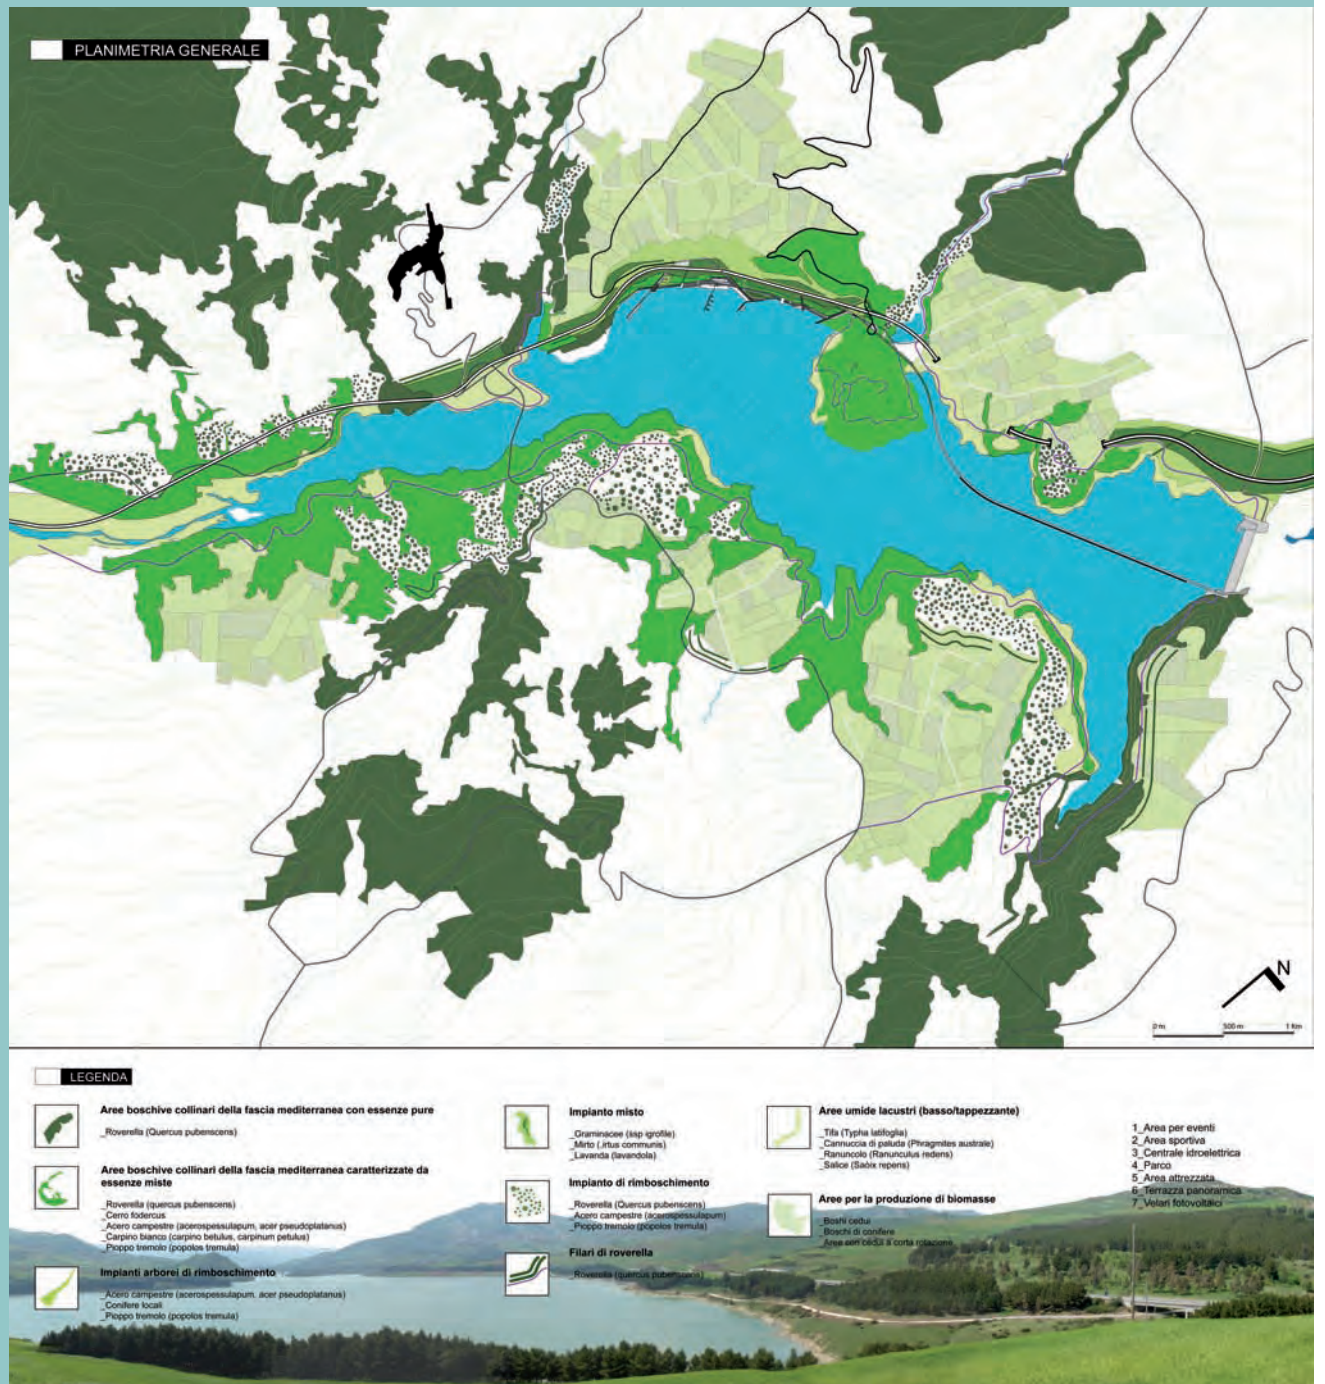 PLANIMETRIA GENERALE
N
0 m 500 m 1 Km
LEGENDA
Aree boschive collinari della fascia mediterranea con essenze pure
_Roverella (Quercus pubenscens)
Aree boschive collinari della fascia mediterranea caratterizzate da
essenze miste
_Roverella (quercus pubenscens)
_Cerro fodercus
_Acero campestre (acerospessulapum, acer pseudoplatanus)
_Carpino bianco (carpino betulus, carpinum petulus)
_Pioppo tremolo (popolos tremula)
Impianti arborei di rimboschimento
_Acero campestre (acerospessulapum, acer pseudoplatanus)
_Conifere locali
_Pioppo tremolo (popolos tremula)
Impianto misto
_Graminacee (ssp igrofile)
_Mirto (.irtus communis)
_Lavanda (lavandola)
Impianto di rimboschimento
_Roverella (Quercus pubenscens)
_Acero campestre (acerospessulapum)
_Pioppo tremolo (popolos tremula)
Filari di roverella
_Roverella (quercus pubenscens)
Aree umide lacustri (basso/tappezzante)
_Tifa (Typha latifoglia)
_Cannuccia di paluda (Phragmites australe)
_Ranuncolo (Ranunculus redens)
_Salice (Saòix repens)
Aree per la produzione di biomasse
_Boshi cedui
_Boschi di conifere
_Aree con cedui a corta rotazione
1_Area per eventi
2_Area sportiva
3_Centrale idroelettrica
4_Parco
5_Area attrezzata
6_Terrazza panoramica
7_Velari fotovoltaici